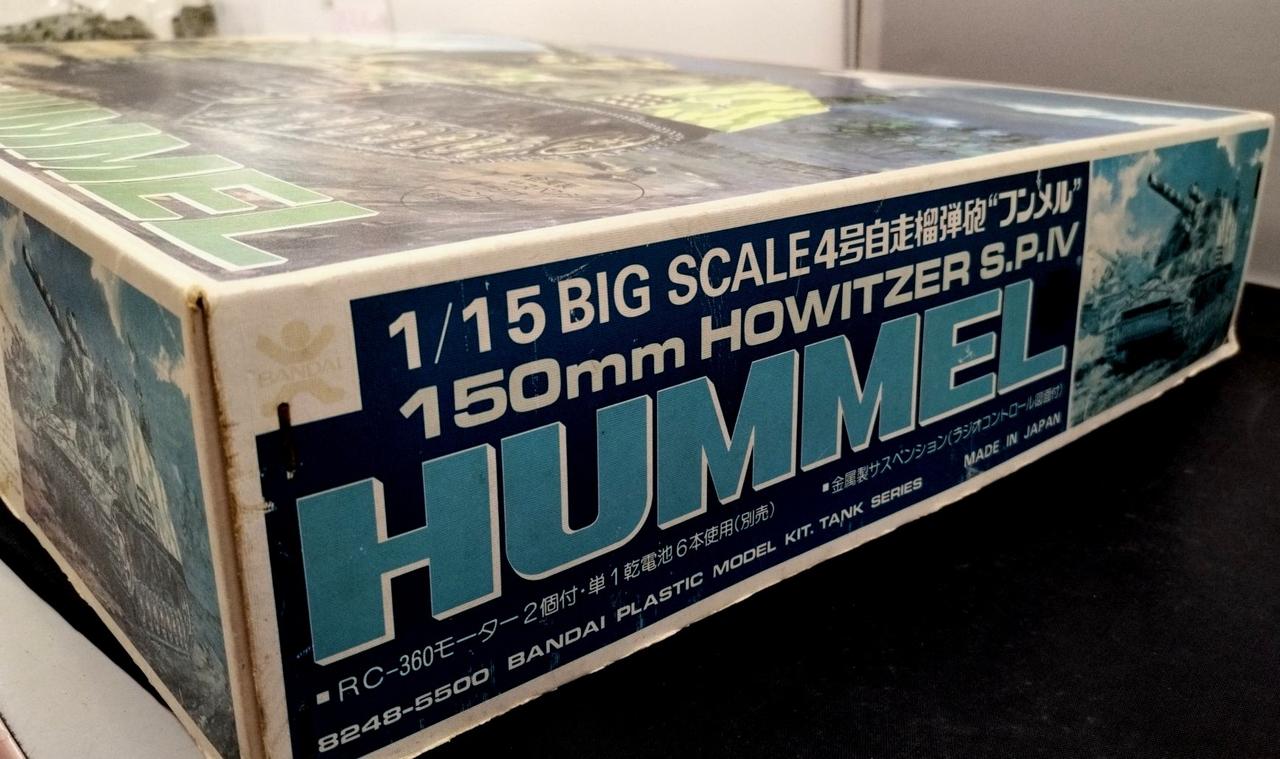 HUMMEL
BANDAI
1/15 BIG SCALE 4号自走榴弾砲“フンメル”
150mm HOWITZER S.P.IV
HUMMEL
■RC-360モーター2個付・単1乾電池6本使用(別売)
■金属製サスペンション(ラジオコントロール図面付)
8248-5500 BANDAI PLASTIC MODEL KIT. TANK SERIES
MADE IN JAPAN